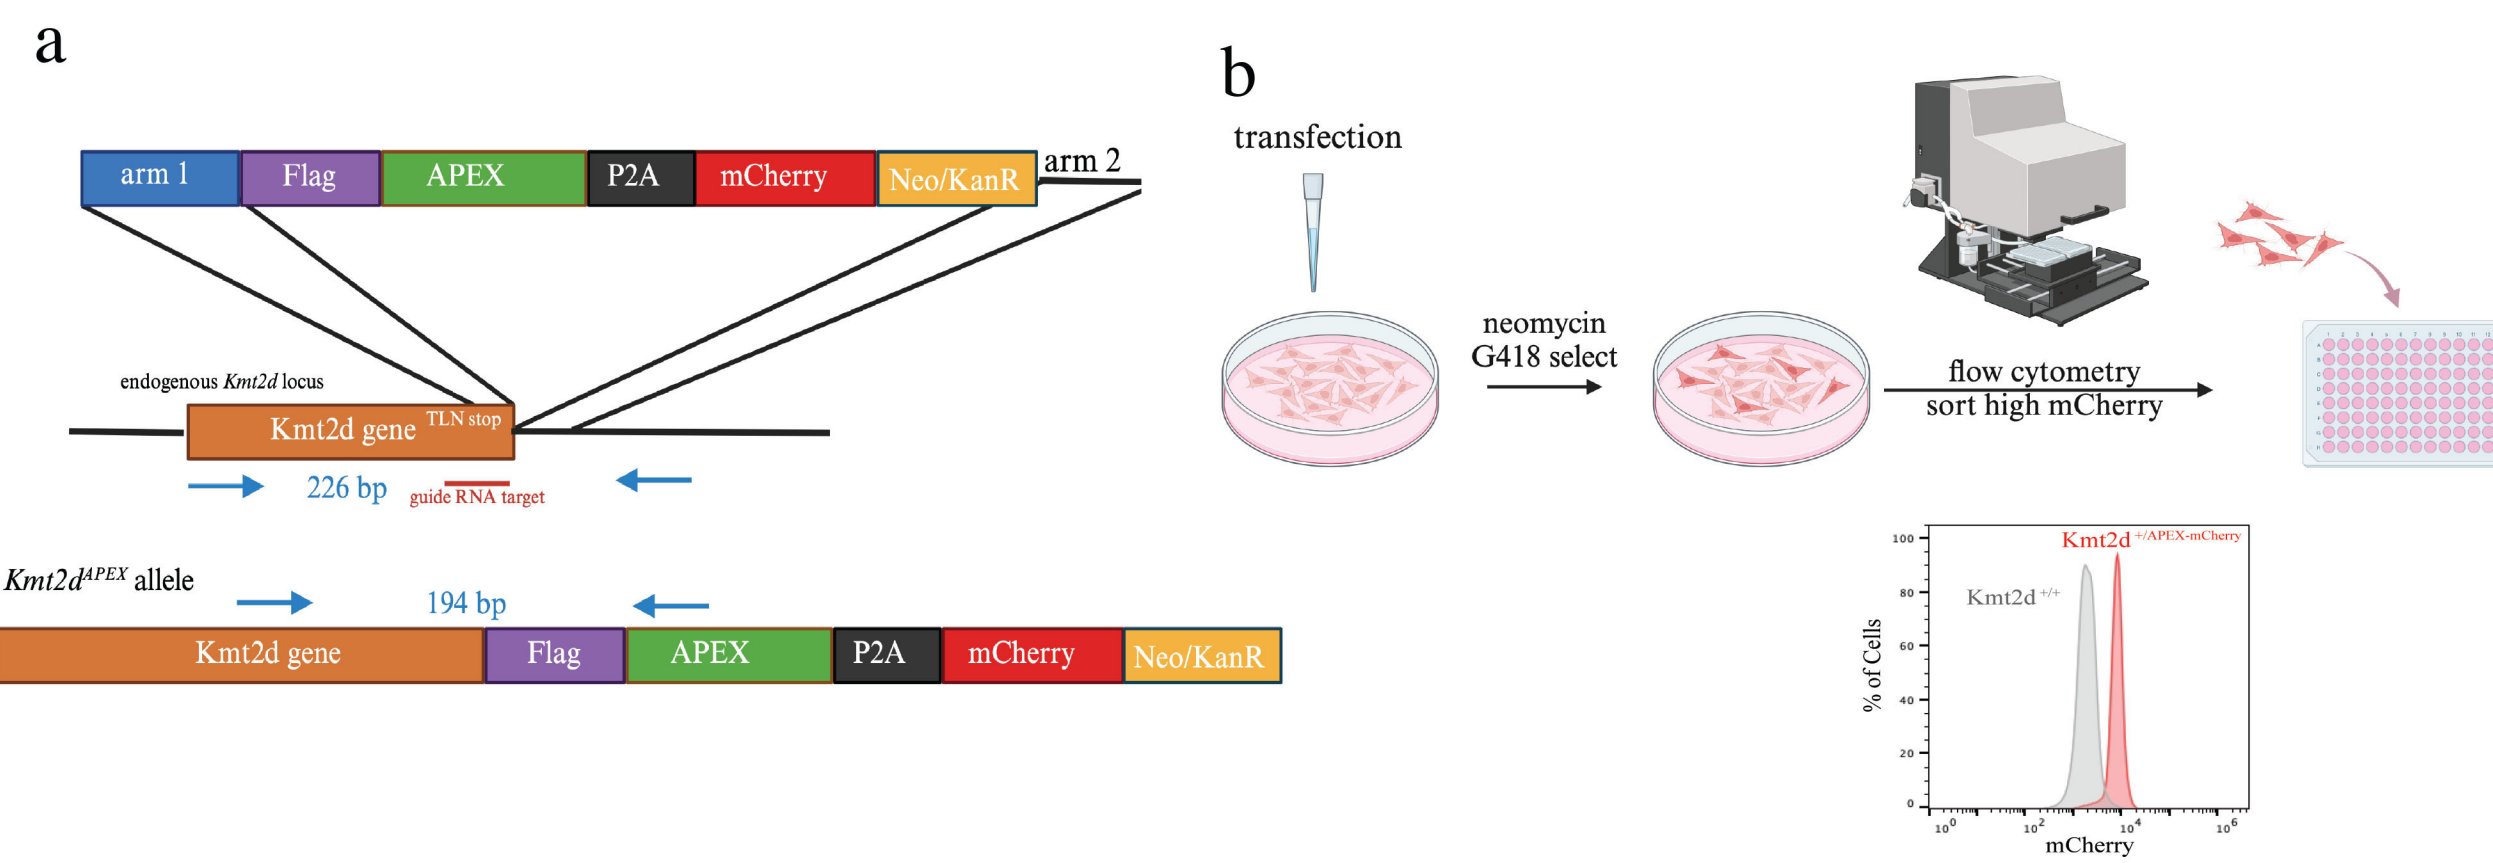 a
arm 1 Flag APEX P2A mCherry Neo/KanR arm 2
endogenous Kmt2d locus
Kmt2d gene TLN stop
226 bp
guide RNA target
Kmt2d^APEX allele
194 bp
Kmt2d gene Flag APEX P2A mCherry Neo/KanR
b
transfection
neomycin
G418 select
flow cytometry
sort high mCherry
Kmt2d +/APEX-mCherry
Kmt2d +/+
% of Cells
100
80
60
40
20
0
10^0 10^2 10^4 10^6
mCherry